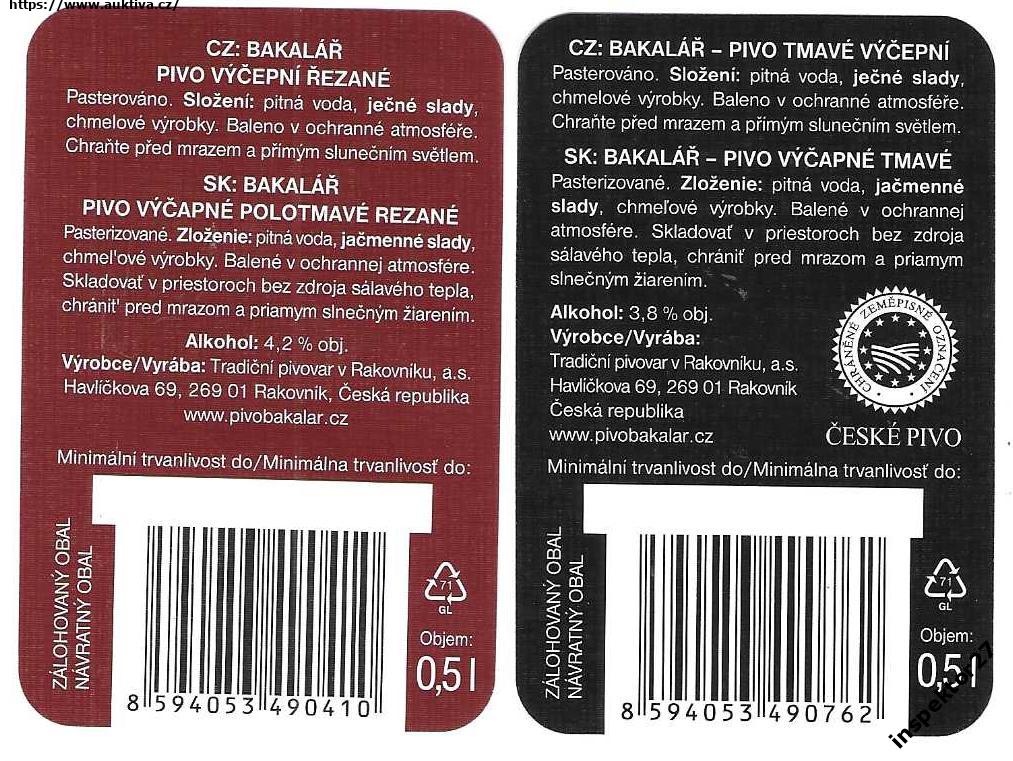 https://www.auktiva.cz/
CZ: BAKALÁŘ
PIVO VÝČEPNÍ ŘEZANÉ
Pasterováno. Složení: pitná voda, ječné slady,
chmelové výrobky. Baleno v ochranné atmosféře.
Chraňte před mrazem a přímým slunečním světlem.
SK: BAKALÁŘ
PIVO VÝČAPNÉ POLOTMAVÉ REZANÉ
Pasterizované. Zloženie: pitná voda, jačmenné slady,
chmeľové výrobky. Balené v ochrannej atmosfére.
Skladovať v priestoroch bez zdroja sálavého tepla,
chrániť pred mrazom a priamym slnečným žiarením.
Alkohol: 4,2 % obj.
Výrobce/Vyrába: Tradiční pivovar v Rakovníku, a.s.
Havlíčkova 69, 269 01 Rakovník, Česká republika
www.pivobakalar.cz
Minimální trvanlivost do/Minimálna trvanlivosť do:
ZÁLOHOVANÝ OBAL
NÁVRATNÝ OBAL
71
GL
Objem:
0,5 l
8 594053 490410
CZ: BAKALÁŘ – PIVO TMAVÉ VÝČEPNÍ
Pasterováno. Složení: pitná voda, ječné slady,
chmelové výrobky. Baleno v ochranné atmosféře.
Chraňte před mrazem a přímým slunečním světlem.
SK: BAKALÁŘ – PIVO VÝČAPNÉ TMAVÉ
Pasterizované. Zloženie: pitná voda, jačmenné
slady, chmeľové výrobky. Balené v ochrannej
atmosfére. Skladovať v priestoroch bez zdroja
sálavého tepla, chrániť pred mrazom a priamym
slnečným žiarením.
Alkohol: 3,8 % obj.
Výrobce/Vyrába:
Tradiční pivovar v Rakovníku, a.s.
Havlíčkova 69, 269 01 Rakovník
Česká republika
www.pivobakalar.cz
CHRÁNĚNÉ ZEMĚPISNÉ OZNAČENÍ
ČESKÉ PIVO
Minimální trvanlivost do/Minimálna trvanlivosť do:
ZÁLOHOVANÝ OBAL
NÁVRATNÝ OBAL
71
GL
Objem:
0,5 l
8 594053 490762
inspektor27